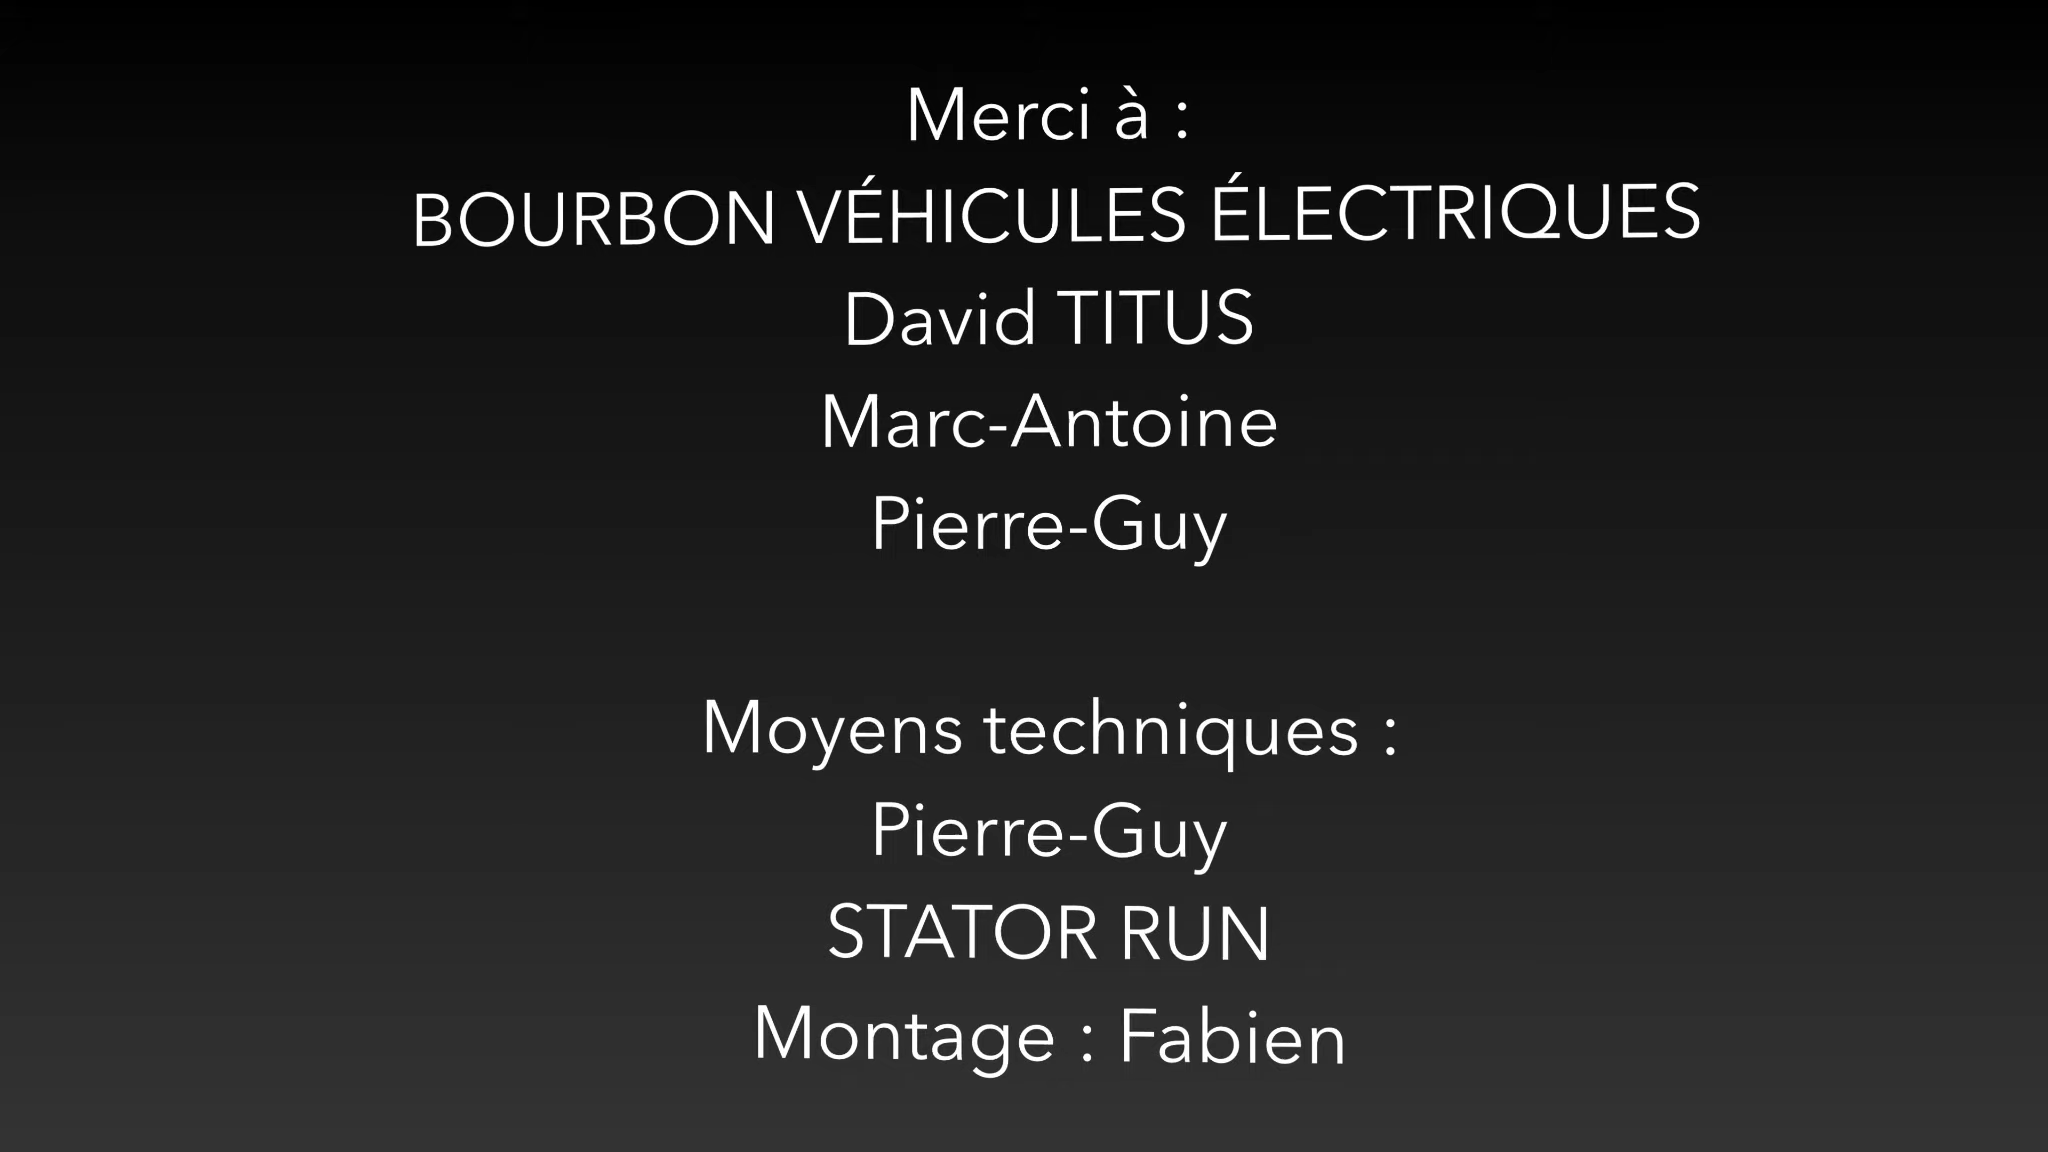 Merci à :
BOURBON VÉHICULES ÉLECTRIQUES
David TITUS
Marc-Antoine
Pierre-Guy
Moyens techniques :
Pierre-Guy
STATOR RUN
Montage : Fabien